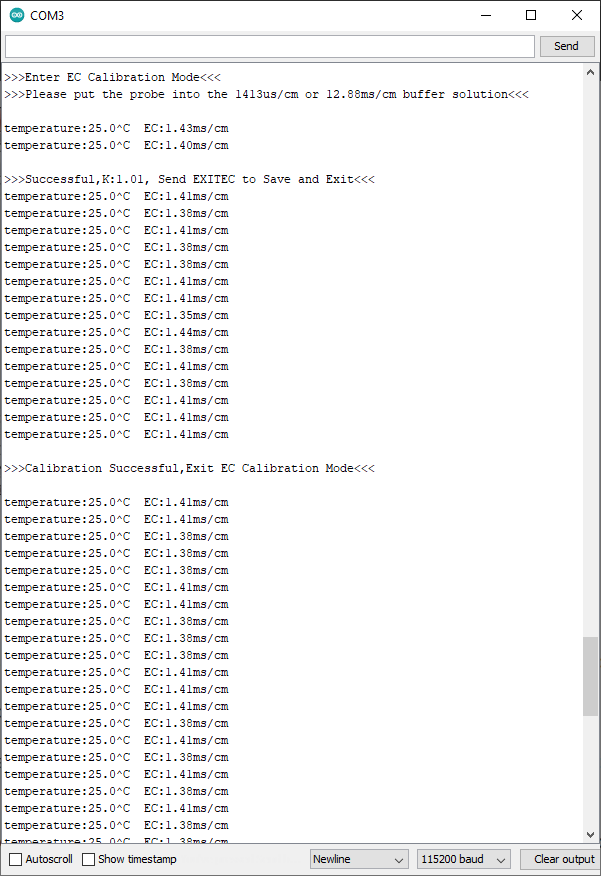 COM3
Send
>>>Enter EC Calibration Mode<<<
>>>Please put the probe into the 1413us/cm or 12.88ms/cm buffer solution<<<
temperature:25.0^C  EC:1.43ms/cm
temperature:25.0^C  EC:1.40ms/cm
>>>Successful,K:1.01, Send EXITEC to Save and Exit<<<
temperature:25.0^C  EC:1.41ms/cm
temperature:25.0^C  EC:1.38ms/cm
temperature:25.0^C  EC:1.41ms/cm
temperature:25.0^C  EC:1.38ms/cm
temperature:25.0^C  EC:1.38ms/cm
temperature:25.0^C  EC:1.41ms/cm
temperature:25.0^C  EC:1.41ms/cm
temperature:25.0^C  EC:1.35ms/cm
temperature:25.0^C  EC:1.44ms/cm
temperature:25.0^C  EC:1.38ms/cm
temperature:25.0^C  EC:1.41ms/cm
temperature:25.0^C  EC:1.38ms/cm
temperature:25.0^C  EC:1.41ms/cm
temperature:25.0^C  EC:1.41ms/cm
temperature:25.0^C  EC:1.41ms/cm
>>>Calibration Successful,Exit EC Calibration Mode<<<
temperature:25.0^C  EC:1.41ms/cm
temperature:25.0^C  EC:1.41ms/cm
temperature:25.0^C  EC:1.38ms/cm
temperature:25.0^C  EC:1.38ms/cm
temperature:25.0^C  EC:1.38ms/cm
temperature:25.0^C  EC:1.41ms/cm
temperature:25.0^C  EC:1.41ms/cm
temperature:25.0^C  EC:1.38ms/cm
temperature:25.0^C  EC:1.38ms/cm
temperature:25.0^C  EC:1.38ms/cm
temperature:25.0^C  EC:1.41ms/cm
temperature:25.0^C  EC:1.41ms/cm
temperature:25.0^C  EC:1.41ms/cm
temperature:25.0^C  EC:1.38ms/cm
temperature:25.0^C  EC:1.41ms/cm
temperature:25.0^C  EC:1.38ms/cm
temperature:25.0^C  EC:1.41ms/cm
temperature:25.0^C  EC:1.38ms/cm
temperature:25.0^C  EC:1.41ms/cm
temperature:25.0^C  EC:1.38ms/cm
temperature:25.0^C  EC:1.38ms/cm
Autoscroll Show timestamp Newline 115200 baud Clear output